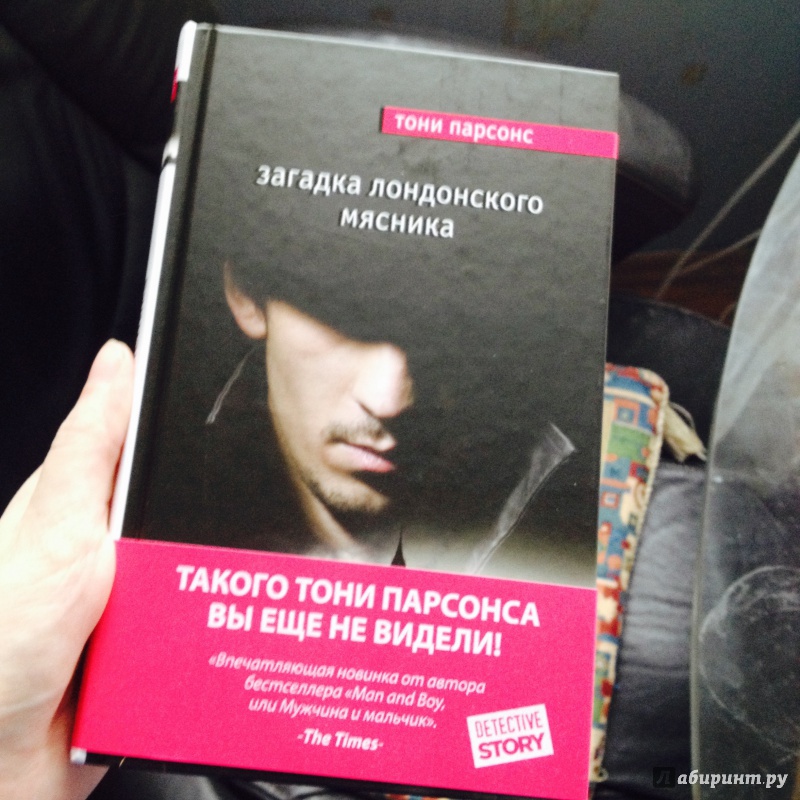 тони парсонс
загадка лондонского
мясника
ТАКОГО ТОНИ ПАРСОНСА
ВЫ ЕЩЕ НЕ ВИДЕЛИ!
«Впечатляющая новинка от автора
бестселлера «Man and Boy,
или Мужчина и мальчик».
-The Times-
DETECTIVE
STORY
Лабиринт.ру